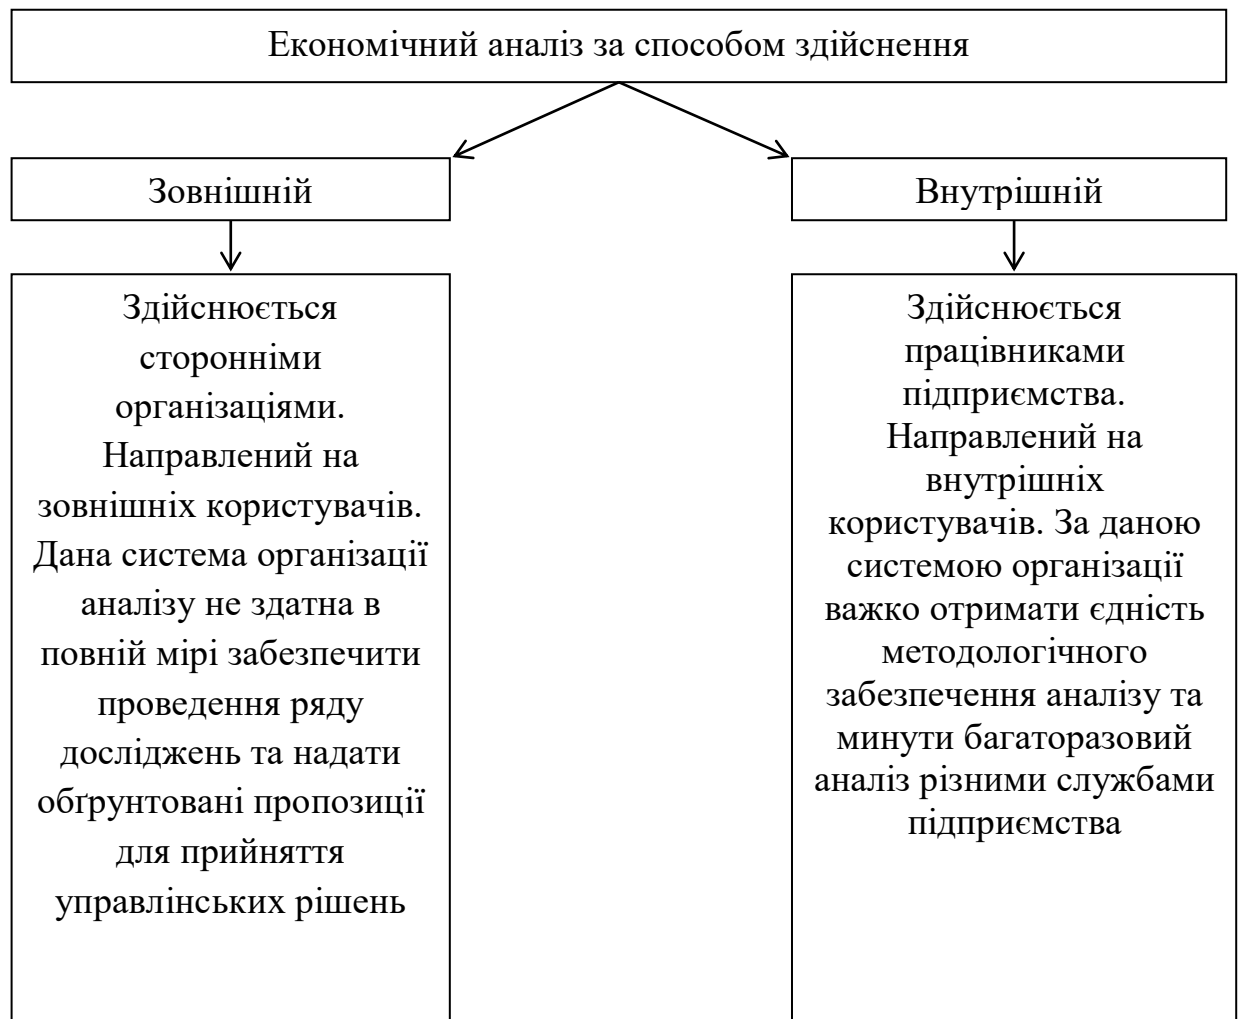 Економічний аналіз за способом здійснення
Зовнішній
Здійснюється
сторонніми
організаціями.
Направлений на
зовнішніх користувачів.
Дана система організації
аналізу не здатна в
повній мірі забезпечити
проведення ряду
досліджень та надати
обґрунтовані пропозиції
для прийняття
управлінських рішень
Внутрішній
Здійснюється
працівниками
підприємства.
Направлений на
внутрішніх
користувачів. За даною
системою організації
важко отримати єдність
методологічного
забезпечення аналізу та
минути багаторазовий
аналіз різними службами
підприємства